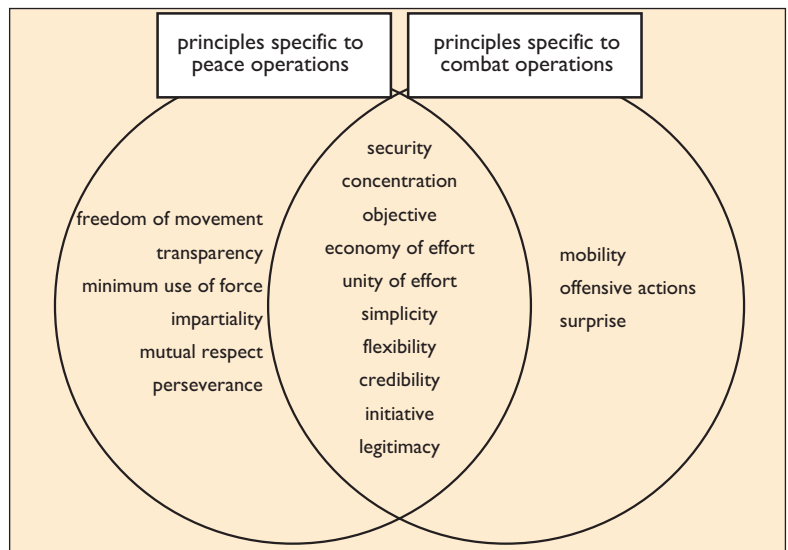 principles specific to
peace operations
principles specific to
combat operations
freedom of movement
transparency
minimum use of force
impartiality
mutual respect
perseverance
security
concentration
objective
economy of effort
unity of effort
simplicity
flexibility
credibility
initiative
legitimacy
mobility
offensive actions
surprise